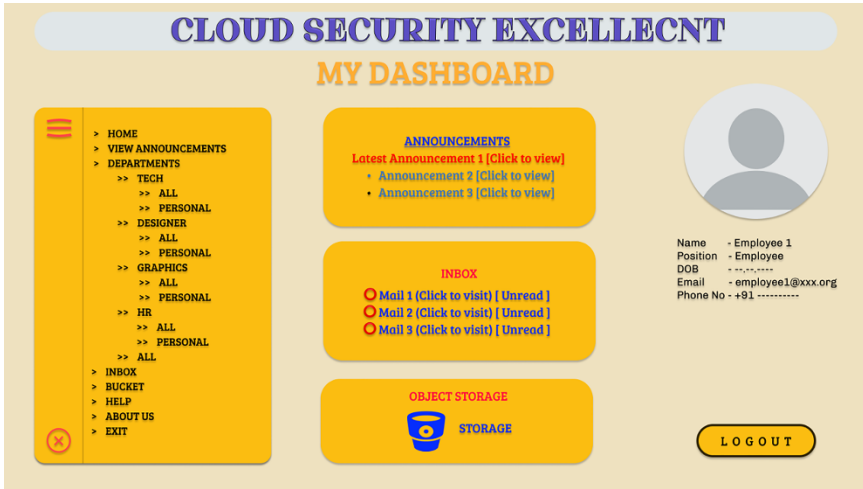 CLOUD SECURITY EXCELLECNT
MY DASHBOARD
> HOME
> VIEW ANNOUNCEMENTS
> DEPARTMENTS
>> TECH
>> ALL
>> PERSONAL
>> DESIGNER
>> ALL
>> PERSONAL
>> GRAPHICS
>> ALL
>> PERSONAL
>> HR
>> ALL
>> PERSONAL
>> ALL
> INBOX
> BUCKET
> HELP
> ABOUT US
> EXIT
ANNOUNCEMENTS
Latest Announcement 1 [Click to view]
• Announcement 2 [Click to view]
• Announcement 3 [Click to view]
INBOX
Mail 1 (Click to visit) [ Unread ]
Mail 2 (Click to visit) [ Unread ]
Mail 3 (Click to visit) [ Unread ]
OBJECT STORAGE
STORAGE
Name - Employee 1
Position - Employee
DOB - --.--.----
Email - employee1@xxx.org
Phone No - +91 ----------
LOGOUT